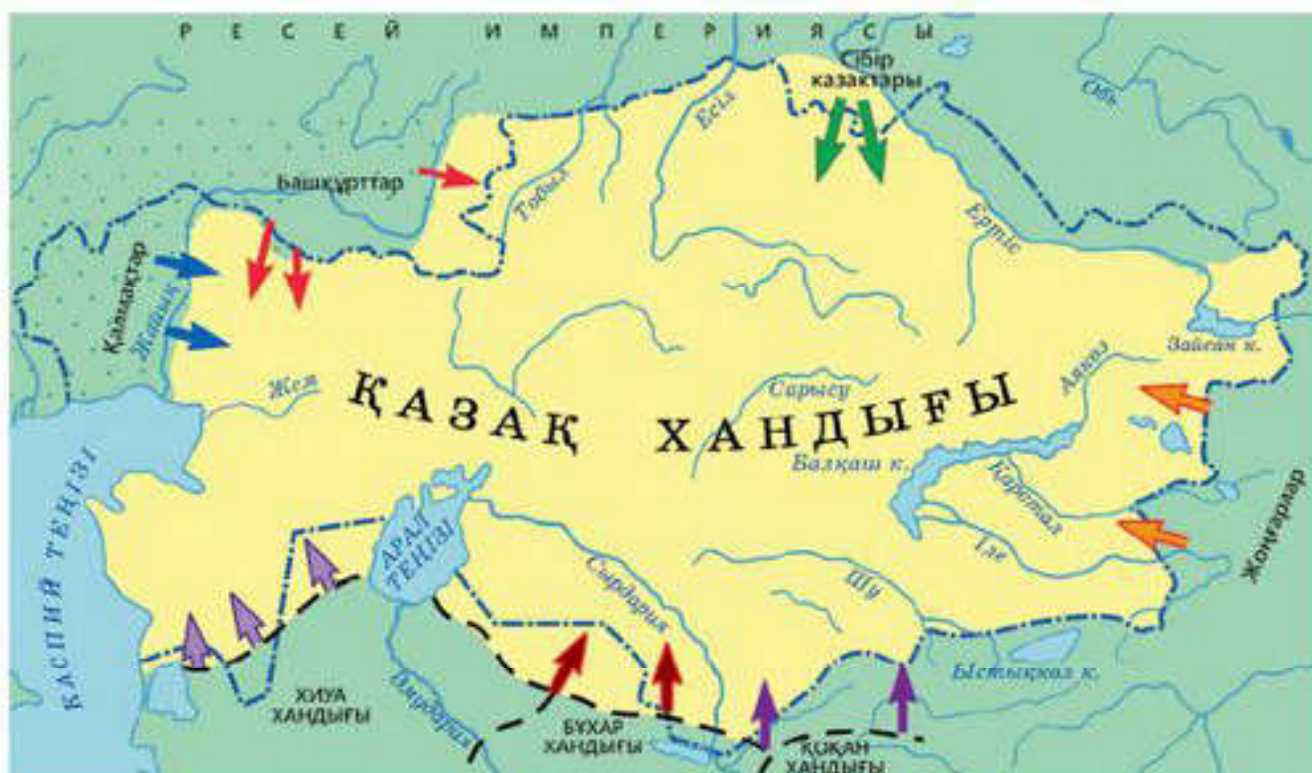 РЕСЕЙ ИМПЕРИЯСЫ
Сібір
казактары
Обь
Есіл
Башқұрттар
Тобыл
Ертіс
Қалмақтар
Жайық
Зайсан к.
Жем
Сарысу
Аякөз
ҚАЗАҚ ХАНДЫҒЫ
Балқаш к.
Қаратал
Жоңғарлар
КАСПИЙ ТЕҢІЗІ
АРАЛ
ТЕҢІЗІ
Іле
Сырдария
Шу
Ыстықкөл к.
Әмудария
ХИУА
ХАНДЫҒЫ
БҰХАР
ХАНДЫҒЫ
ҚОҚАН
ХАНДЫҒЫ